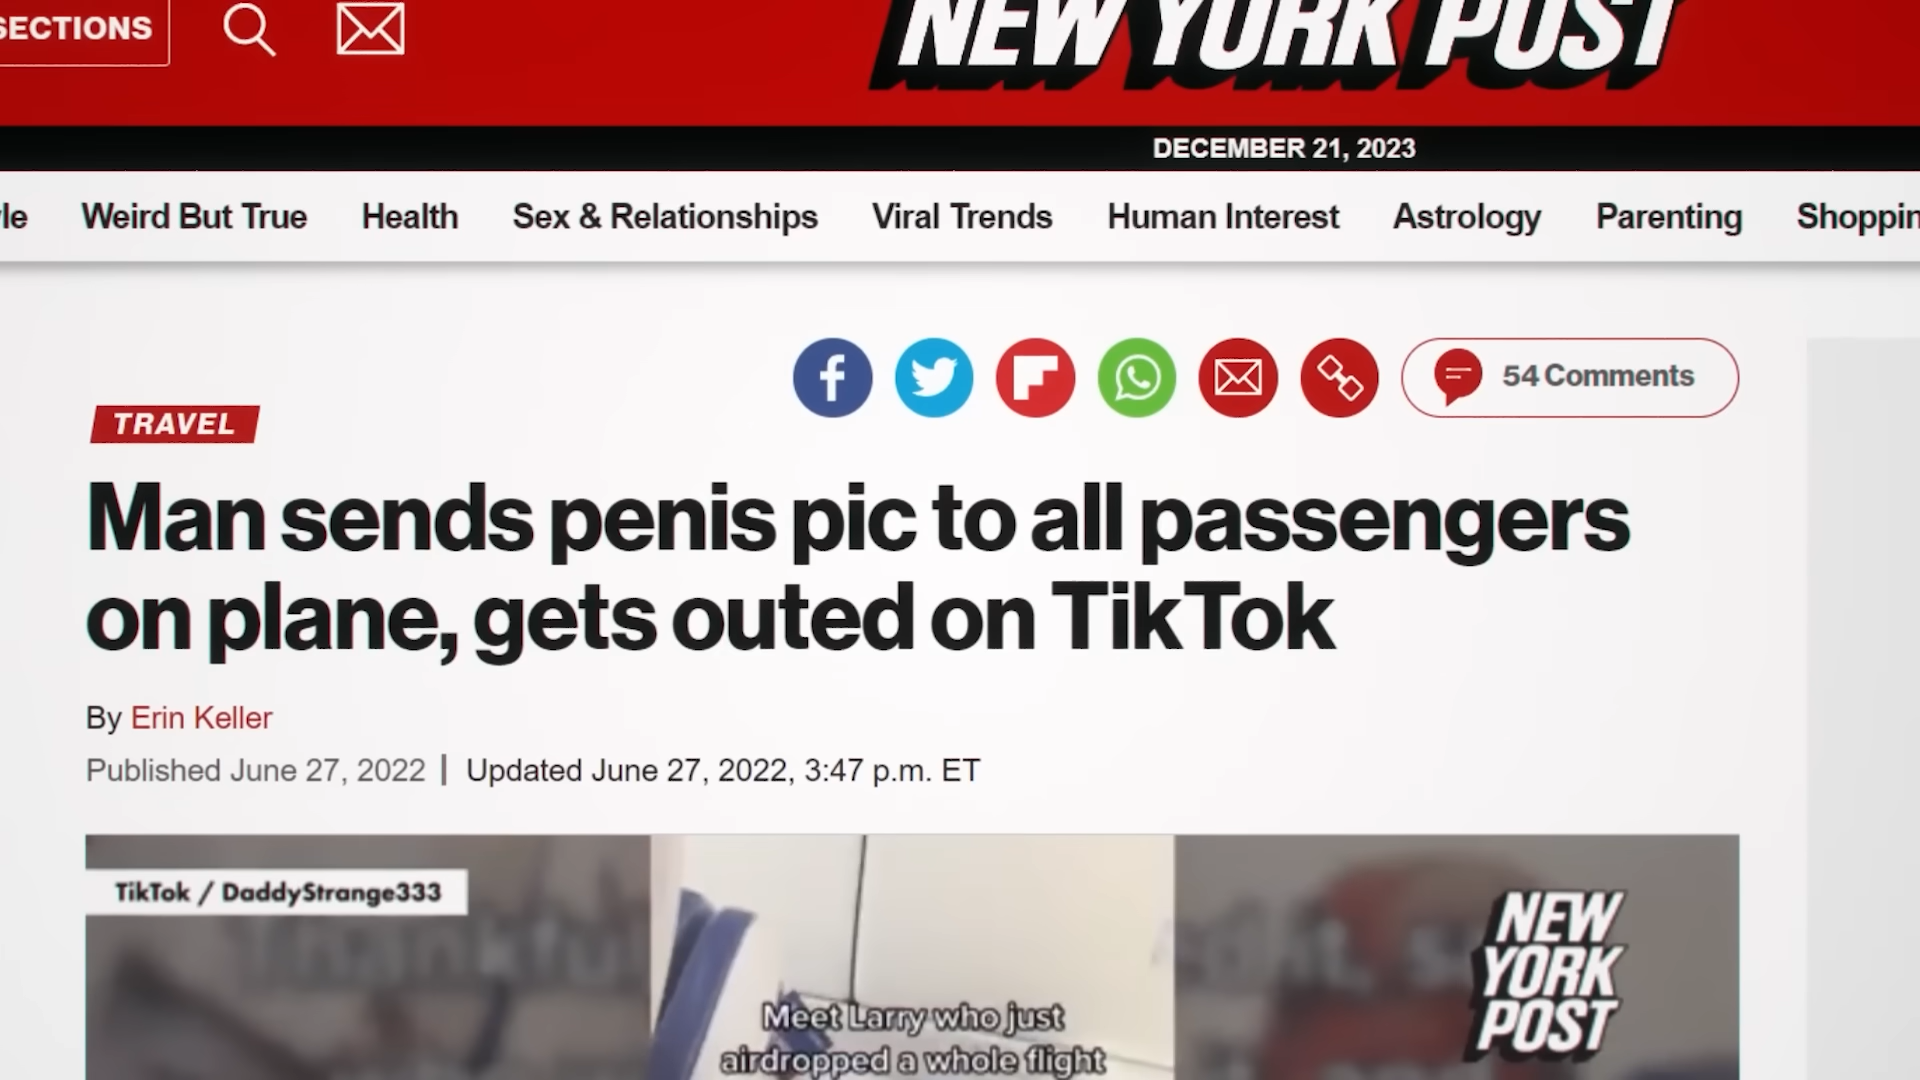 SECTIONS
NEW YORK POST
DECEMBER 21, 2023
Weird But True Health Sex & Relationships Viral Trends Human Interest Astrology Parenting
54 Comments
TRAVEL
Man sends penis pic to all passengers
on plane, gets outed on TikTok
By Erin Keller
Published June 27, 2022 | Updated June 27, 2022, 3:47 p.m. ET
TikTok / DaddyStrange333
NEW
YORK
POST
Meet Larry who just
airdropped a whole flight